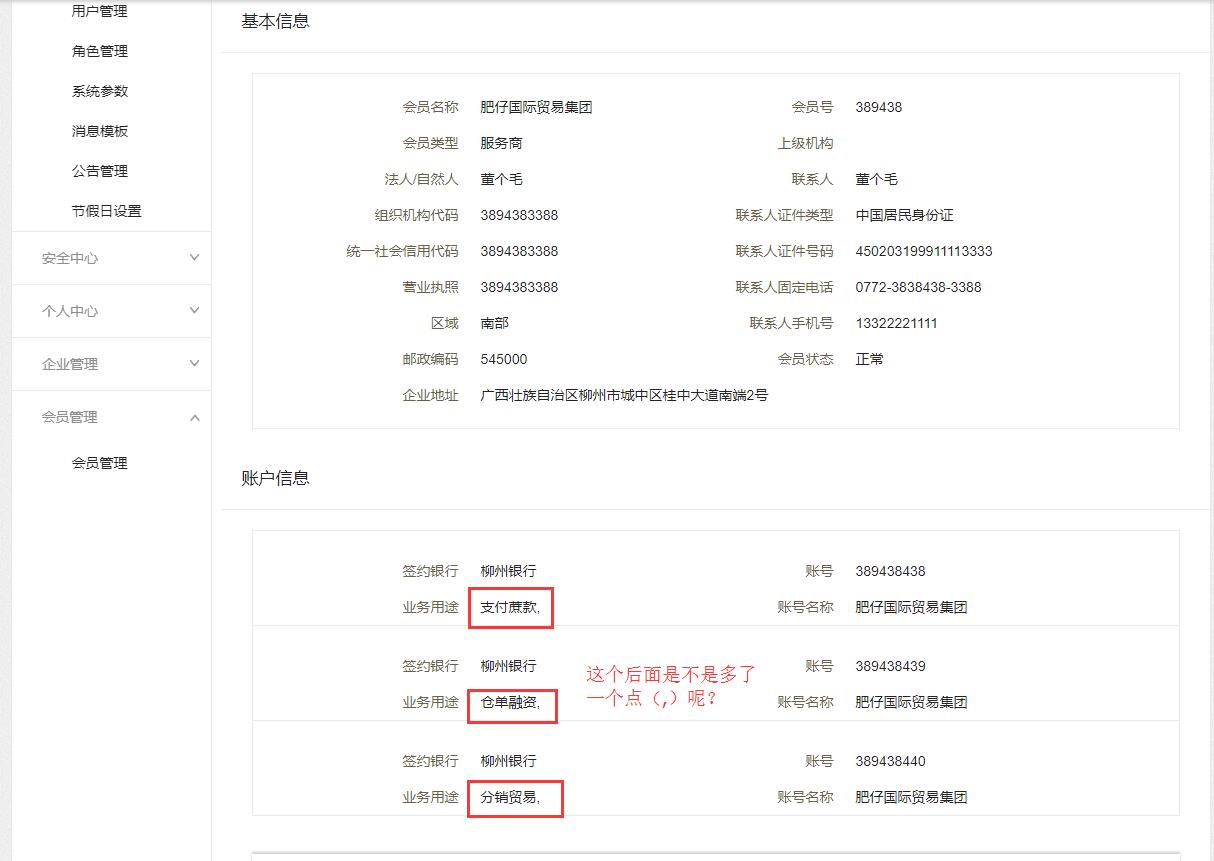 用户管理
角色管理
系统参数
消息模板
公告管理
节假日设置
安全中心
个人中心
企业管理
会员管理
会员管理
基本信息
会员名称 肥仔国际贸易集团 会员号 389438
会员类型 服务商 上级机构
法人/自然人 董个毛 联系人 董个毛
组织机构代码 3894383388 联系人证件类型 中国居民身份证
统一社会信用代码 3894383388 联系人证件号码 450203199911113333
营业执照 3894383388 联系人固定电话 0772-3838438-3388
区域 南部 联系人手机号 13322221111
邮政编码 545000 会员状态 正常
企业地址 广西壮族自治区柳州市城中区桂中大道南端2号
账户信息
签约银行 柳州银行 账号 389438438
业务用途 支付蔗款, 账号名称 肥仔国际贸易集团
签约银行 柳州银行 账号 389438439
业务用途 仓单融资, 账号名称 肥仔国际贸易集团
这个后面是不是多了
一个点（,）呢?
签约银行 柳州银行 账号 389438440
业务用途 分销贸易, 账号名称 肥仔国际贸易集团